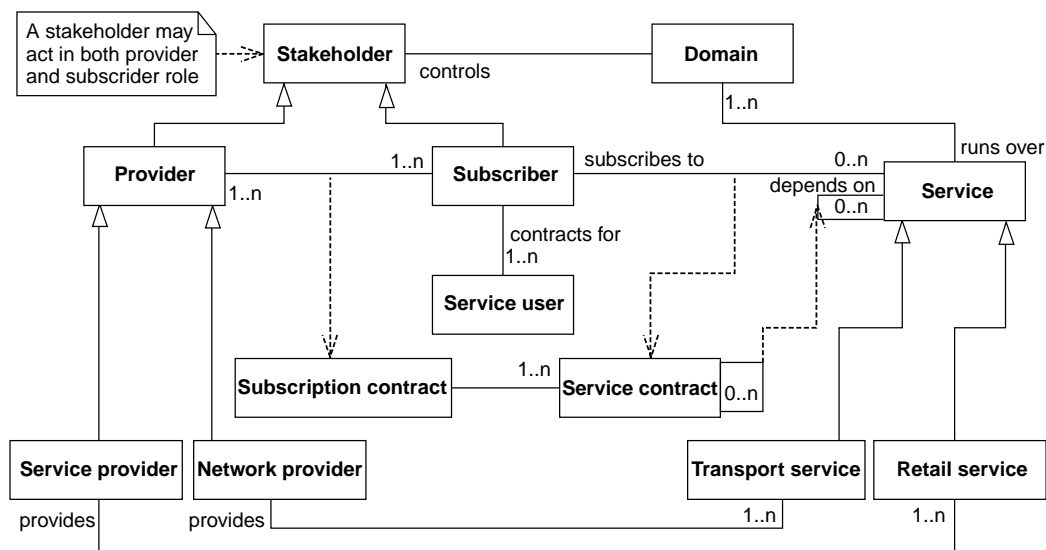 A stakeholder may
act in both provider
and subscrider role
Stakeholder
controls
Domain
1..n
runs over
Provider
1..n
1..n
Subscriber
subscribes to
0..n
depends on
0..n
Service
contracts for
1..n
Service user
Subscription contract
1..n
Service contract
0..n
Service provider
Network provider
Transport service
Retail service
provides
provides
1..n
1..n